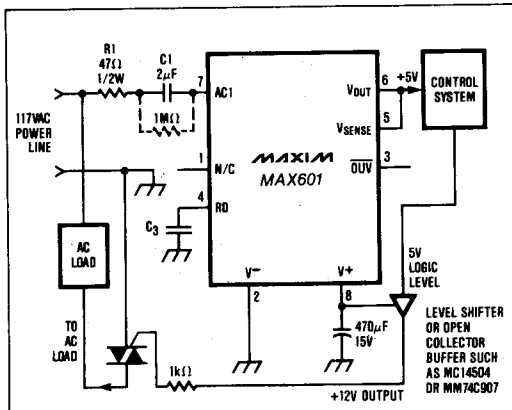 R1
47Ω
1/2W
C1
2µF
1MΩ
117VAC
POWER
LINE
7
AC1
1
N/C
4
RD
C3
MAXIM
MAX601
VOUT
6
+5V
VSENSE
5
OUV
3
CONTROL
SYSTEM
V-
2
V+
8
470µF
15V
5V
LOGIC
LEVEL
LEVEL SHIFTER
OR OPEN
COLLECTOR
BUFFER SUCH
AS MC14504
OR MM74C907
AC
LOAD
TO
AC
LOAD
1kΩ
+12V OUTPUT